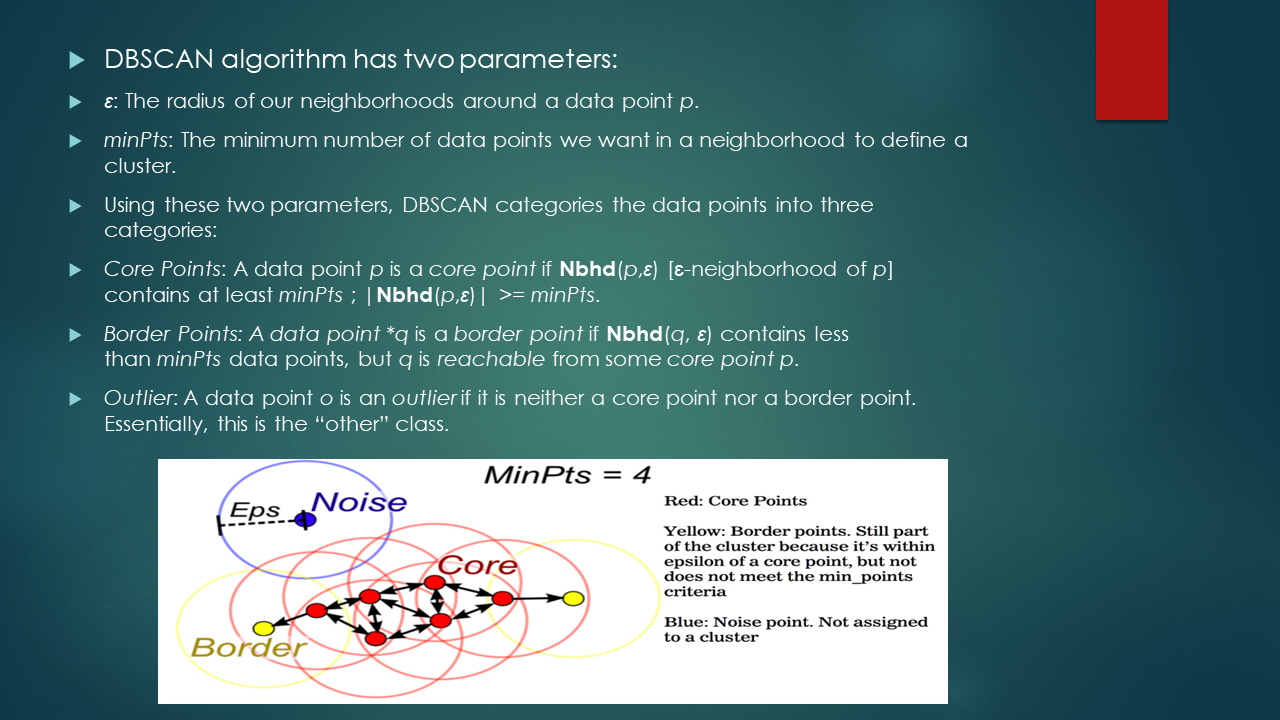 DBSCAN algorithm has two parameters:
ε: The radius of our neighborhoods around a data point p.
minPts: The minimum number of data points we want in a neighborhood to define a
cluster.
Using these two parameters, DBSCAN categories the data points into three
categories:
Core Points: A data point p is a core point if Nbhd(p,ε) [ε-neighborhood of p]
contains at least minPts ; |Nbhd(p,ε)| >= minPts.
Border Points: A data point *q is a border point if Nbhd(q, ε) contains less
than minPts data points, but q is reachable from some core point p.
Outlier: A data point o is an outlier if it is neither a core point nor a border point.
Essentially, this is the “other” class.
MinPts = 4
Eps
Noise
Core
Border
Red: Core Points
Yellow: Border points. Still part
of the cluster because it's within
epsilon of a core point, but not
does not meet the min_points
criteria
Blue: Noise point. Not assigned
to a cluster